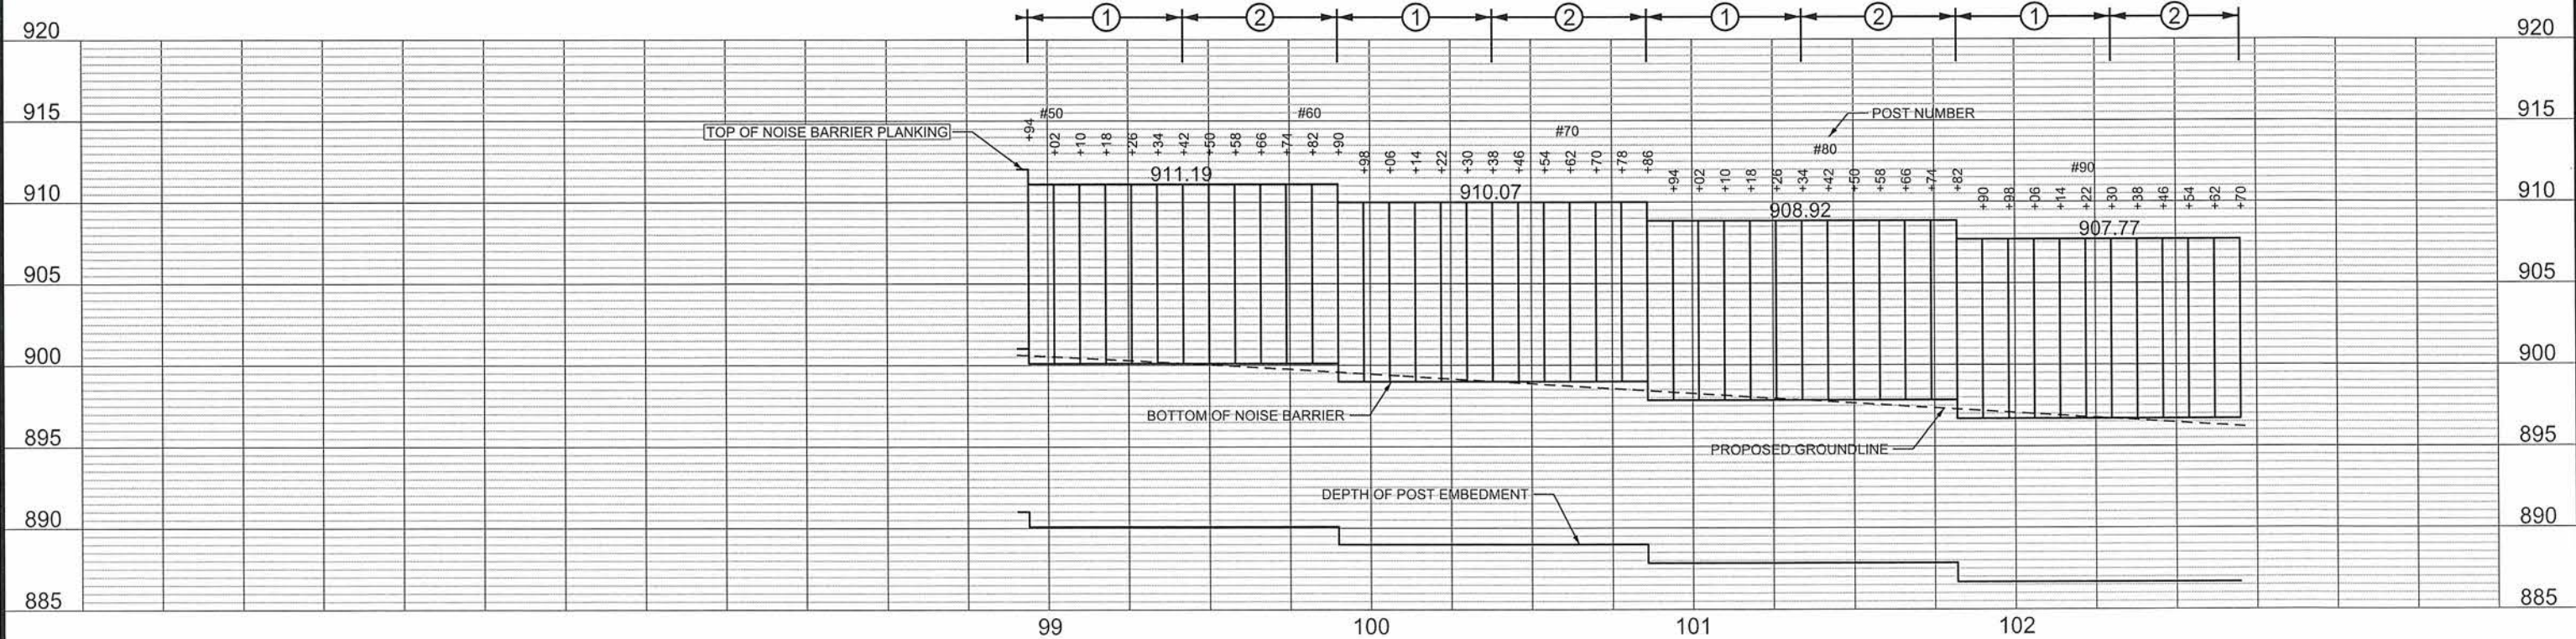 ① ② ① ② ① ② ① ②
920 920
915 #50 #60 POST NUMBER 915
TOP OF NOISE BARRIER PLANKING
#70
#80
#90
+94 +02 +10 +18 +26 +34 +42 +50 +58 +66 +74 +82 +90
+98 +06 +14 +22 +30 +38 +46 +54 +62 +70 +78 +86
+94 +02 +10 +18 +26 +34 +42 +50 +58 +66 +74 +82
+90 +98 +06 +14 +22 +30 +38 +46 +54 +62 +70
911.19
910 910.07 910
908.92
907.77
905 905
900 900
BOTTOM OF NOISE BARRIER
895 PROPOSED GROUNDLINE 895
DEPTH OF POST EMBEDMENT
890 890
885 885
99 100 101 102